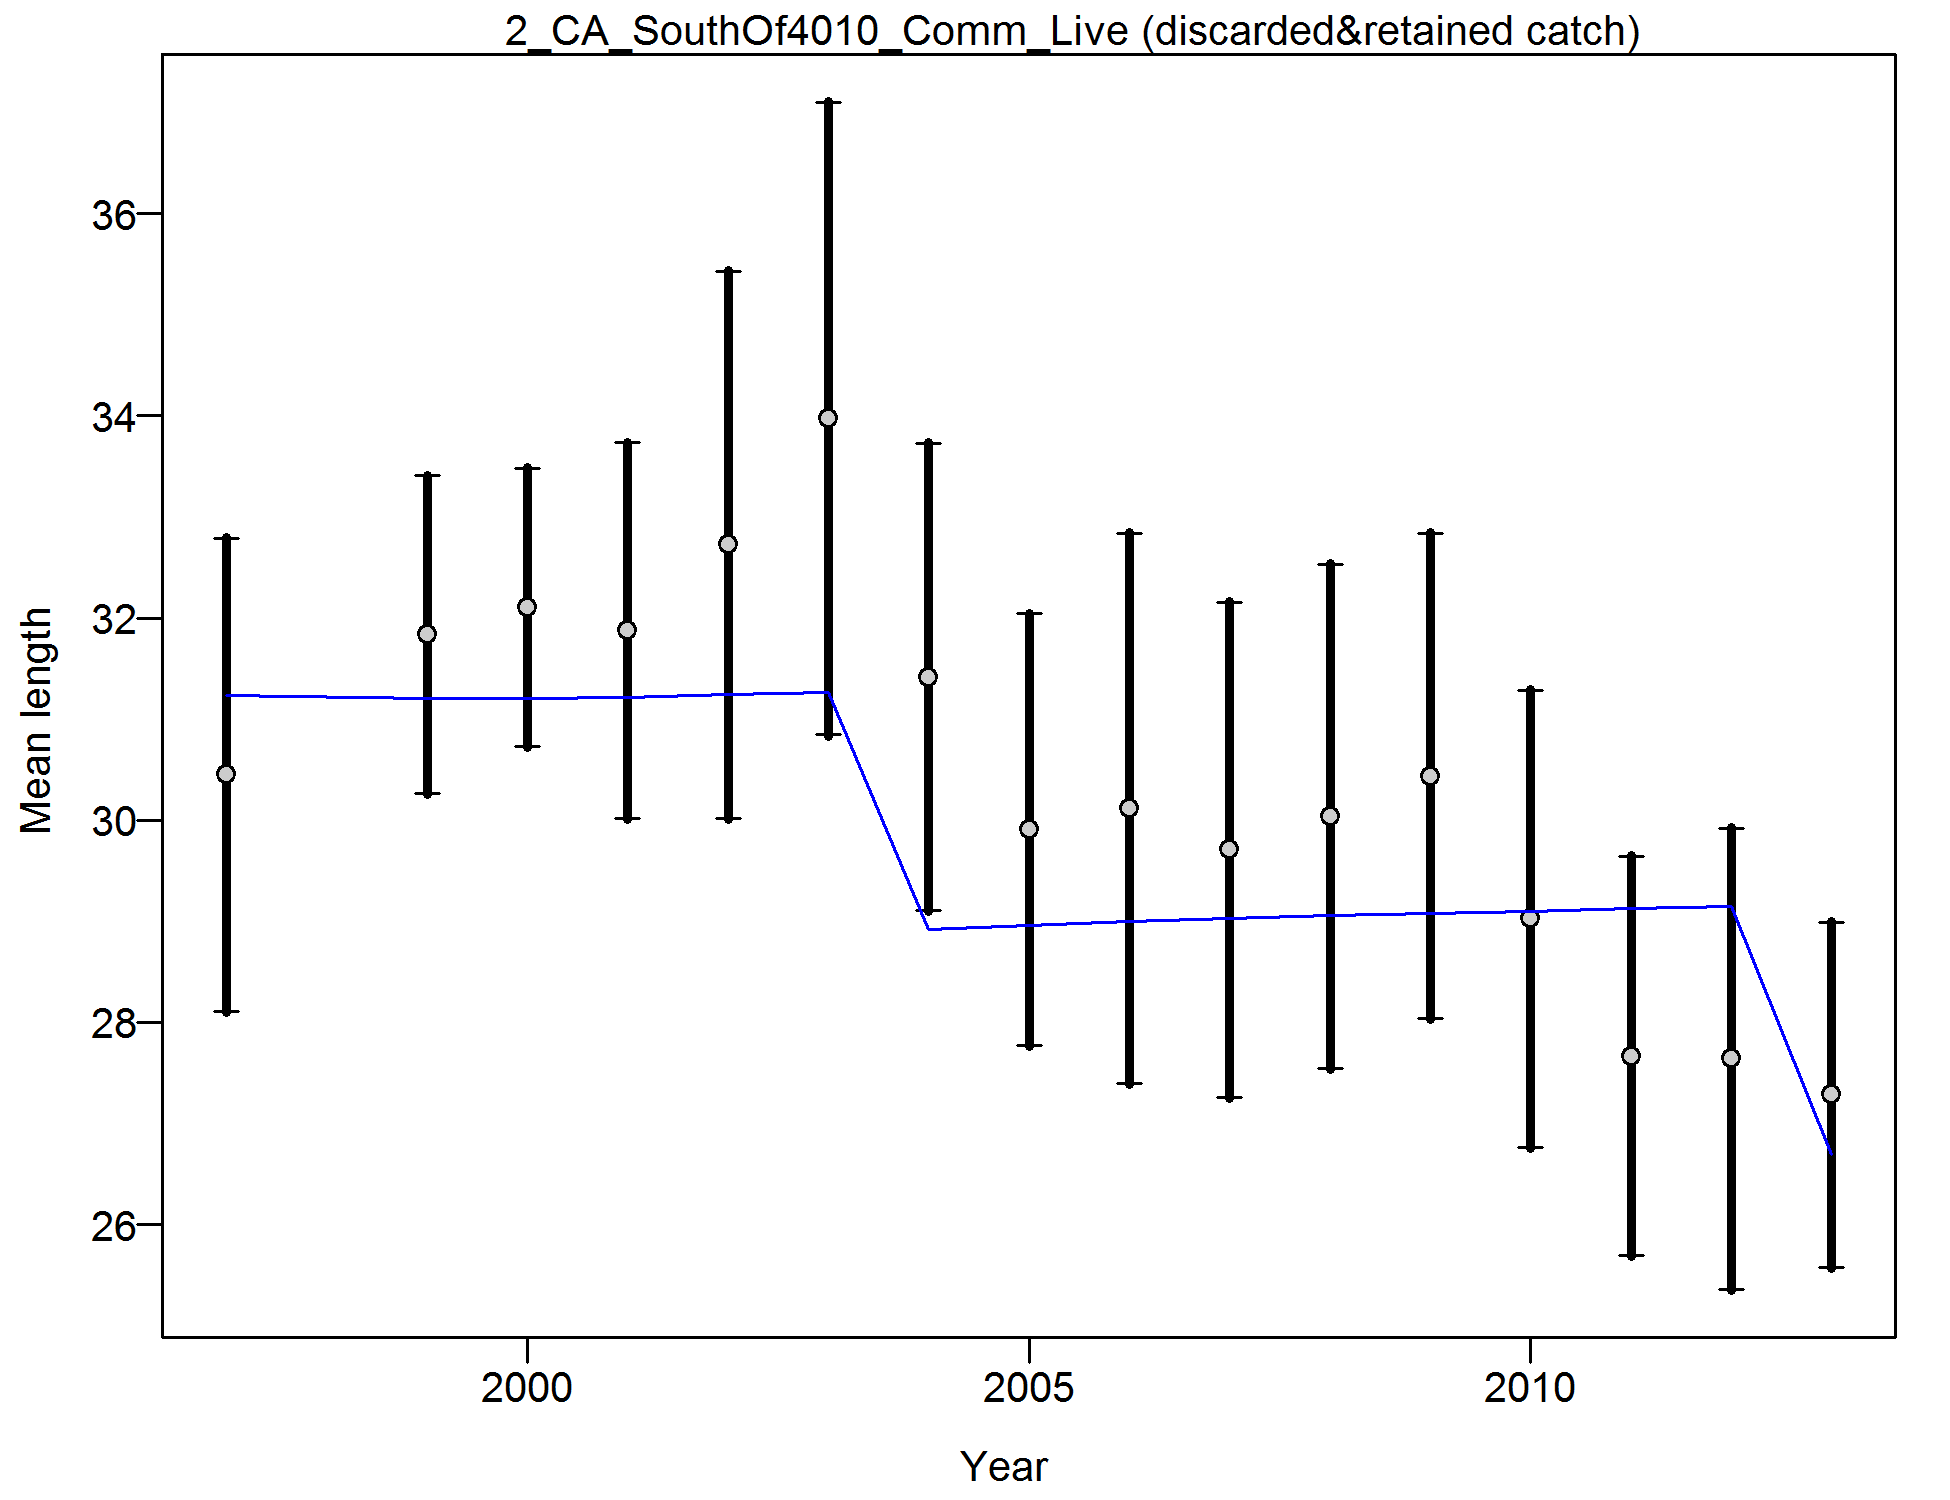 2_CA_SouthOf4010_Comm_Live (discarded&retained catch)
Mean length
36
34
32
30
28
26
2000 2005 2010
Year